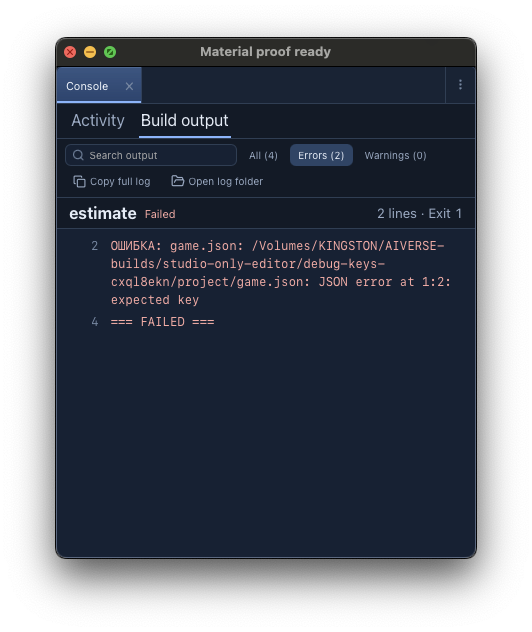 Material proof ready
Console
Activity Build output
Search output All (4) Errors (2) Warnings (0)
Copy full log Open log folder
estimate Failed 2 lines · Exit 1
2 ОШИБКА: game.json: /Volumes/KINGSTON/AIVERSE-
builds/studio-only-editor/debug-keys-
cxql8ekn/project/game.json: JSON error at 1:2:
expected key
4 === FAILED ===